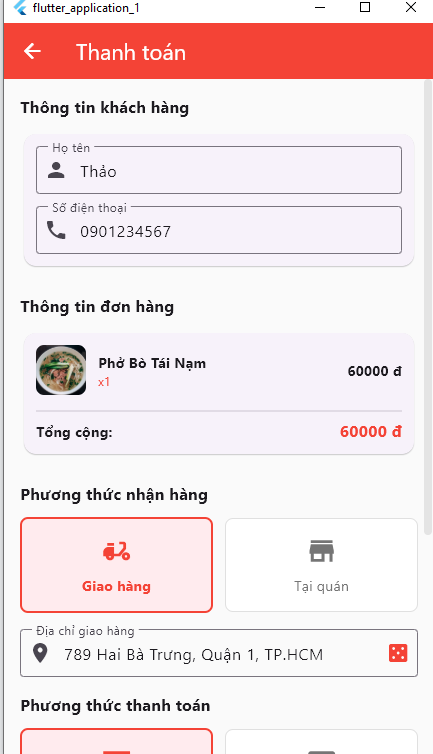 flutter_application_1
Thanh toán
Thông tin khách hàng
Họ tên
Thảo
Số điện thoại
0901234567
Thông tin đơn hàng
Phở Bò Tái Nạm
x1
60000 đ
Tổng cộng:
60000 đ
Phương thức nhận hàng
Giao hàng
Tại quán
Địa chỉ giao hàng
789 Hai Bà Trưng, Quận 1, TP.HCM
Phương thức thanh toán